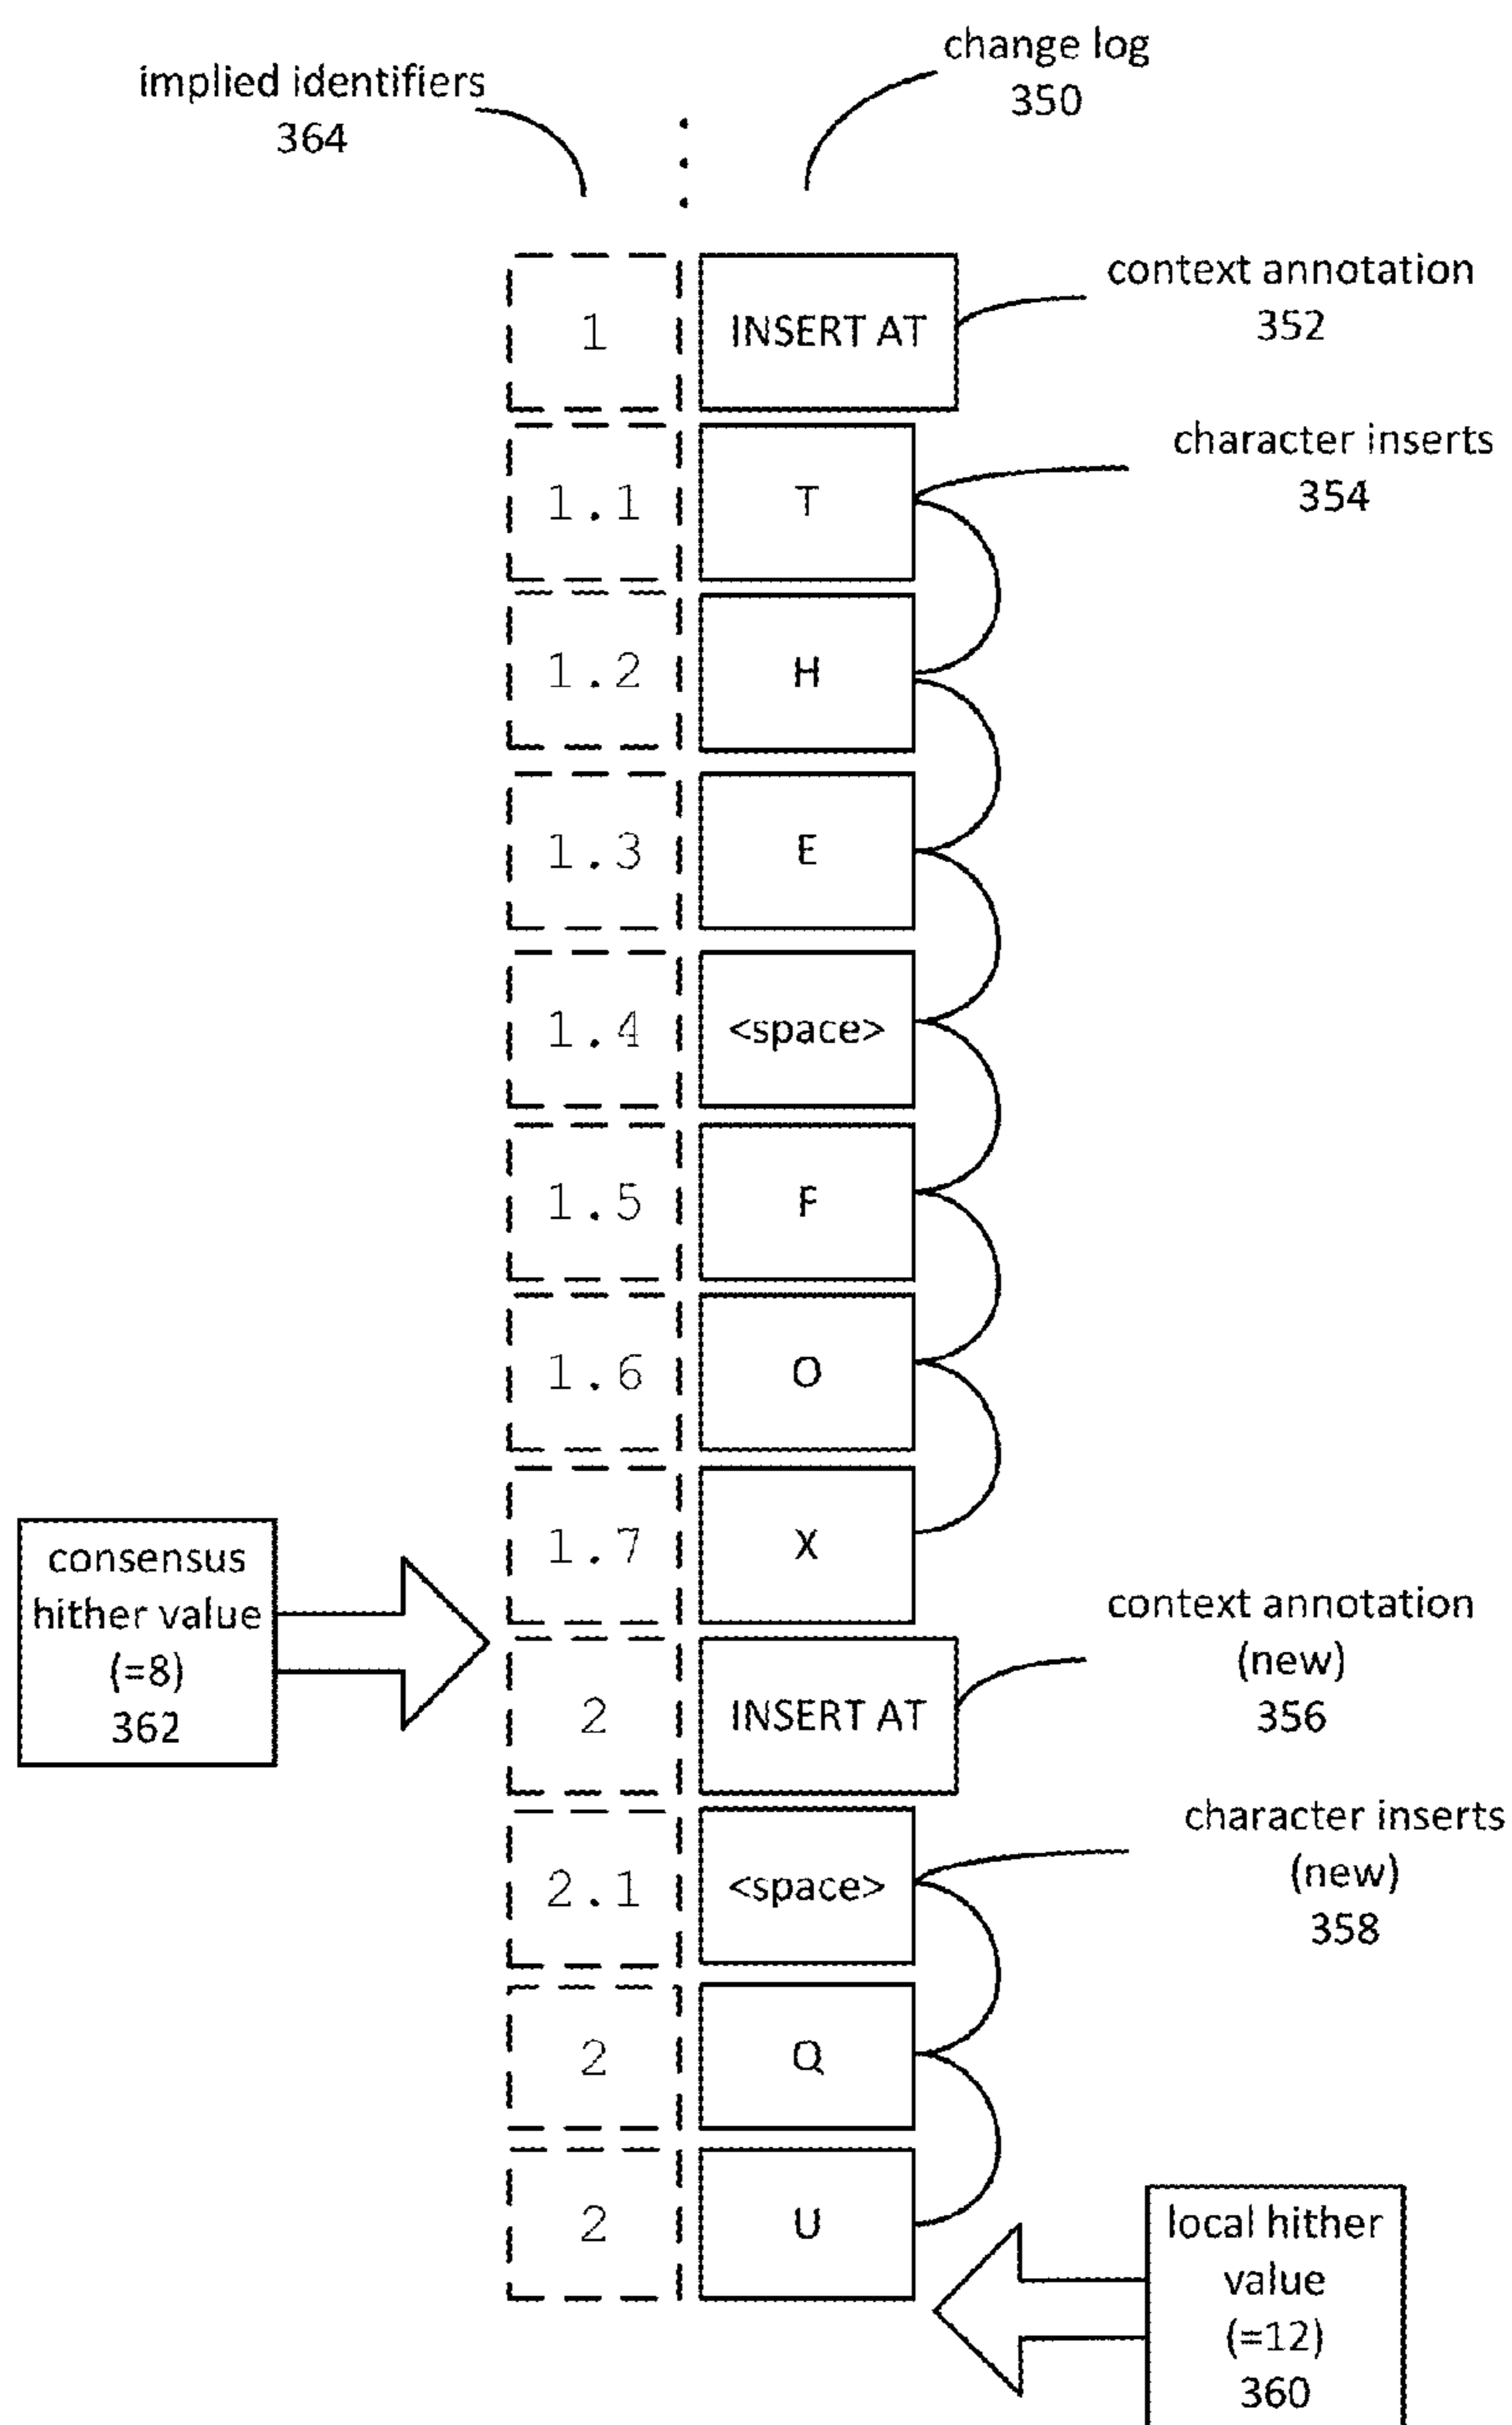 change log
350
implied identifiers
364
1
INSERT AT
context annotation
352
1.1
T
character inserts
354
1.2
H
1.3
E
1.4
<space>
1.5
F
1.6
O
1.7
X
consensus
hither value
(=8)
362
2
INSERT AT
context annotation
(new)
356
2.1
<space>
character inserts
(new)
358
2
Q
2
U
local hither
value
(=12)
360